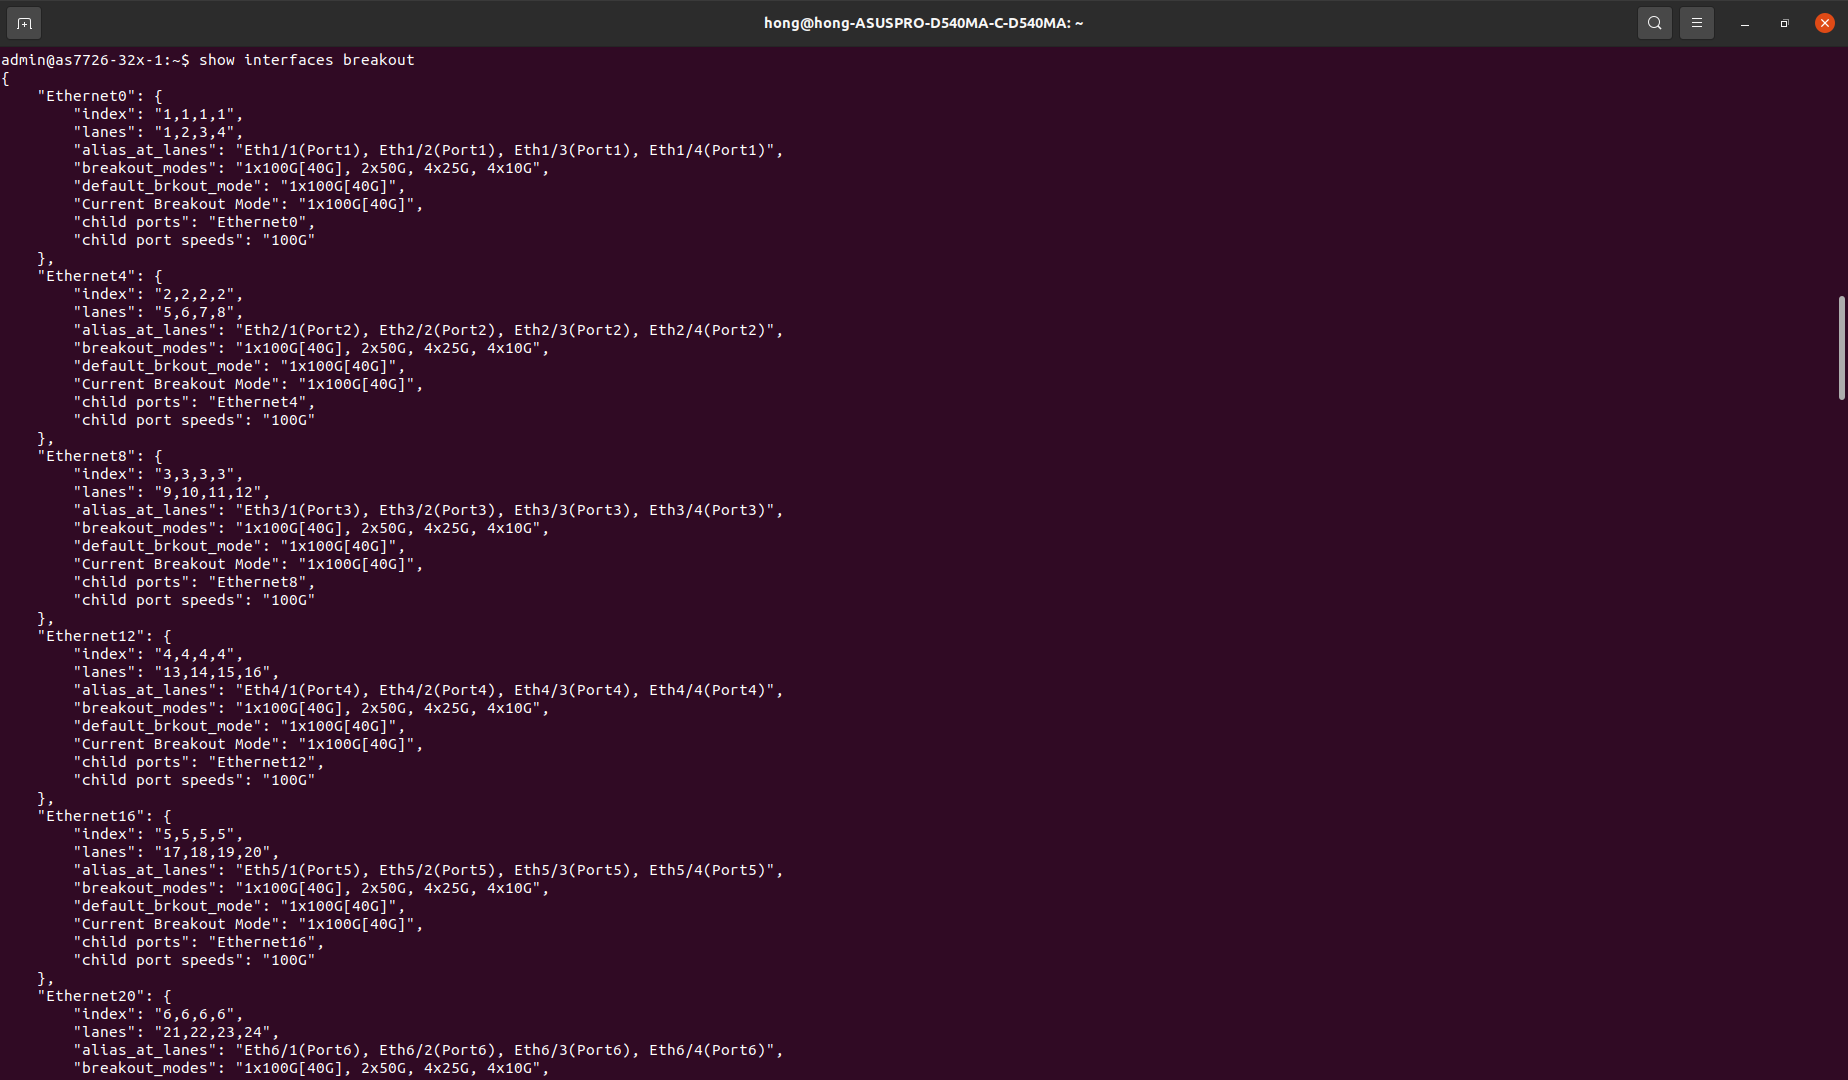 hong@hong-ASUSPRO-D540MA-C-D540MA: ~
admin@as7726-32x-1:~$ show interfaces breakout
{
    "Ethernet0": {
        "index": "1,1,1,1",
        "lanes": "1,2,3,4",
        "alias_at_lanes": "Eth1/1(Port1), Eth1/2(Port1), Eth1/3(Port1), Eth1/4(Port1)",
        "breakout_modes": "1x100G[40G], 2x50G, 4x25G, 4x10G",
        "default_brkout_mode": "1x100G[40G]",
        "Current Breakout Mode": "1x100G[40G]",
        "child ports": "Ethernet0",
        "child port speeds": "100G"
    },
    "Ethernet4": {
        "index": "2,2,2,2",
        "lanes": "5,6,7,8",
        "alias_at_lanes": "Eth2/1(Port2), Eth2/2(Port2), Eth2/3(Port2), Eth2/4(Port2)",
        "breakout_modes": "1x100G[40G], 2x50G, 4x25G, 4x10G",
        "default_brkout_mode": "1x100G[40G]",
        "Current Breakout Mode": "1x100G[40G]",
        "child ports": "Ethernet4",
        "child port speeds": "100G"
    },
    "Ethernet8": {
        "index": "3,3,3,3",
        "lanes": "9,10,11,12",
        "alias_at_lanes": "Eth3/1(Port3), Eth3/2(Port3), Eth3/3(Port3), Eth3/4(Port3)",
        "breakout_modes": "1x100G[40G], 2x50G, 4x25G, 4x10G",
        "default_brkout_mode": "1x100G[40G]",
        "Current Breakout Mode": "1x100G[40G]",
        "child ports": "Ethernet8",
        "child port speeds": "100G"
    },
    "Ethernet12": {
        "index": "4,4,4,4",
        "lanes": "13,14,15,16",
        "alias_at_lanes": "Eth4/1(Port4), Eth4/2(Port4), Eth4/3(Port4), Eth4/4(Port4)",
        "breakout_modes": "1x100G[40G], 2x50G, 4x25G, 4x10G",
        "default_brkout_mode": "1x100G[40G]",
        "Current Breakout Mode": "1x100G[40G]",
        "child ports": "Ethernet12",
        "child port speeds": "100G"
    },
    "Ethernet16": {
        "index": "5,5,5,5",
        "lanes": "17,18,19,20",
        "alias_at_lanes": "Eth5/1(Port5), Eth5/2(Port5), Eth5/3(Port5), Eth5/4(Port5)",
        "breakout_modes": "1x100G[40G], 2x50G, 4x25G, 4x10G",
        "default_brkout_mode": "1x100G[40G]",
        "Current Breakout Mode": "1x100G[40G]",
        "child ports": "Ethernet16",
        "child port speeds": "100G"
    },
    "Ethernet20": {
        "index": "6,6,6,6",
        "lanes": "21,22,23,24",
        "alias_at_lanes": "Eth6/1(Port6), Eth6/2(Port6), Eth6/3(Port6), Eth6/4(Port6)",
        "breakout_modes": "1x100G[40G], 2x50G, 4x25G, 4x10G",